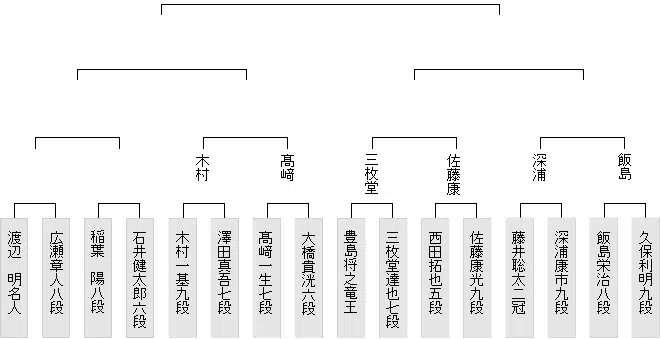 木村
髙﨑
三枚堂
佐藤康
深浦
飯島
渡辺　明名人
広瀬章人八段
稲葉　陽八段
石井健太郎六段
木村一基九段
澤田真吾七段
髙﨑一生七段
大橋貴洸六段
豊島将之竜王
三枚堂達也七段
西田拓也五段
佐藤康光九段
藤井聡太二冠
深浦康市九段
飯島栄治八段
久保利明九段